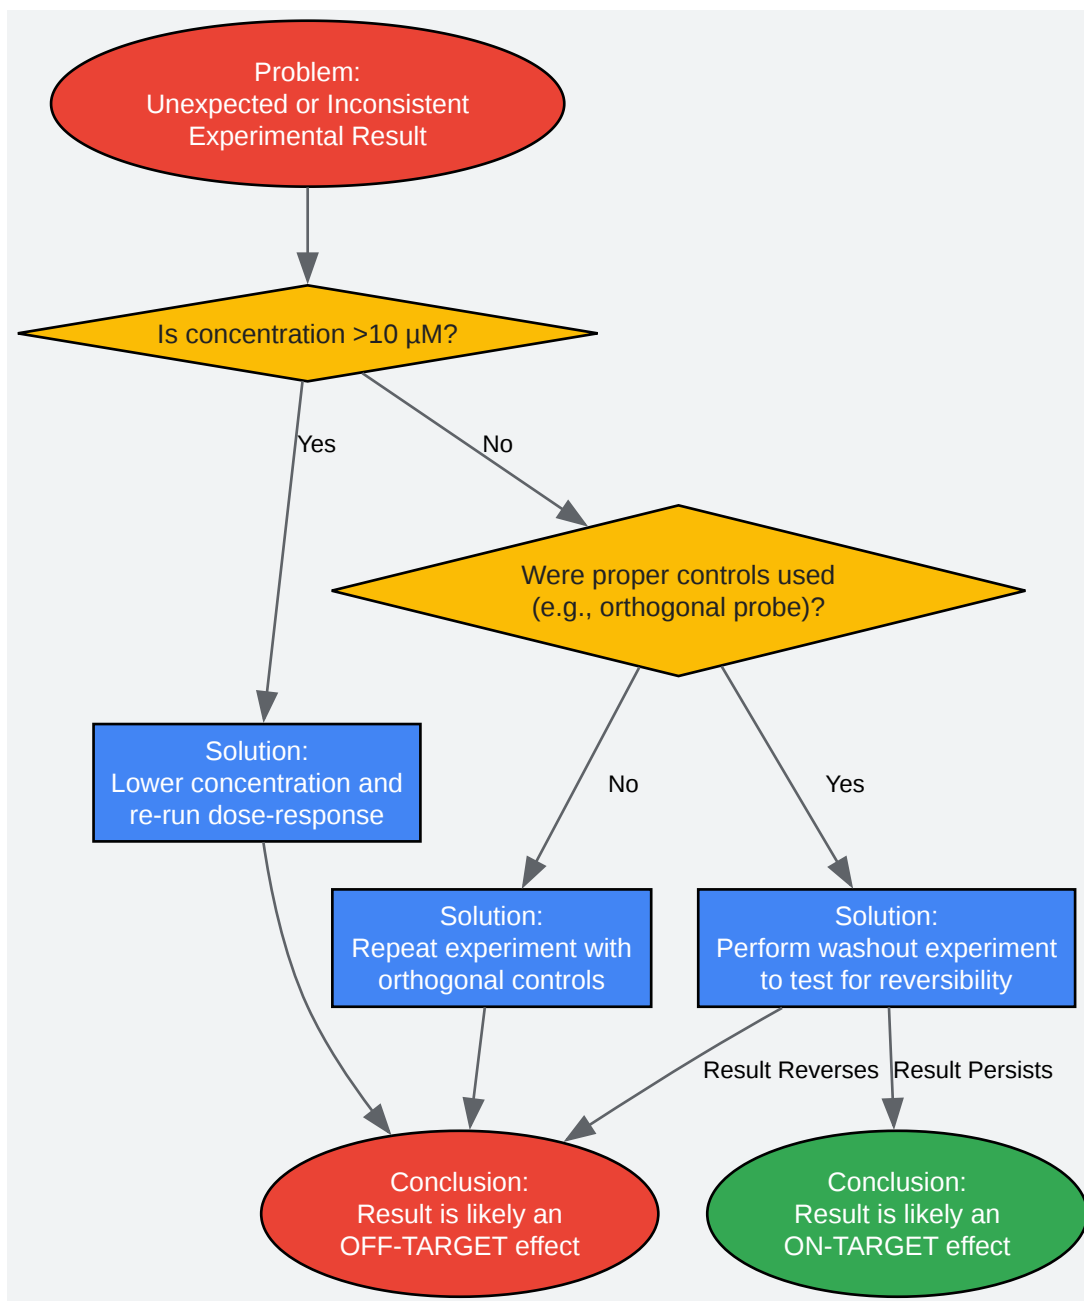 Problem:
Unexpected or Inconsistent
Experimental Result
Is concentration >10 µM?
Yes
No
Were proper controls used
(e.g., orthogonal probe)?
Solution:
Lower concentration and
re-run dose-response
No
Yes
Solution:
Repeat experiment with
orthogonal controls
Solution:
Perform washout experiment
to test for reversibility
Result Reverses
Result Persists
Conclusion:
Result is likely an
OFF-TARGET effect
Conclusion:
Result is likely an
ON-TARGET effect